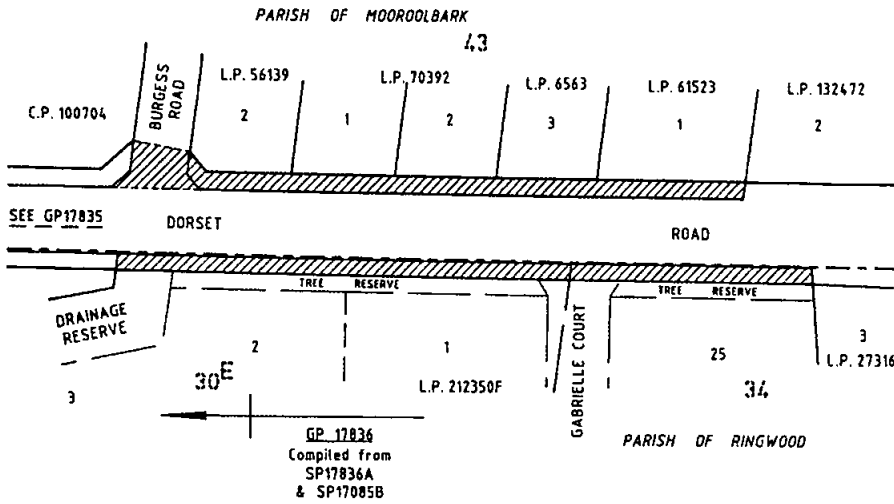 PARISH OF MOOROOLBARK
43
BURGESS
ROAD
C.P. 100704
L.P. 56139
2
L.P. 70392
1
2
L.P. 6563
3
L.P. 61523
1
L.P. 132472
2
SEE GP17835
DORSET
ROAD
TREE RESERVE
TREE RESERVE
DRAINAGE
RESERVE
3
2
30E
1
L.P. 212350F
GABRIELLE COURT
25
34
3
L.P. 27316
GP 17836
Compiled from
SP17836A
& SP17085B
PARISH OF RINGWOOD